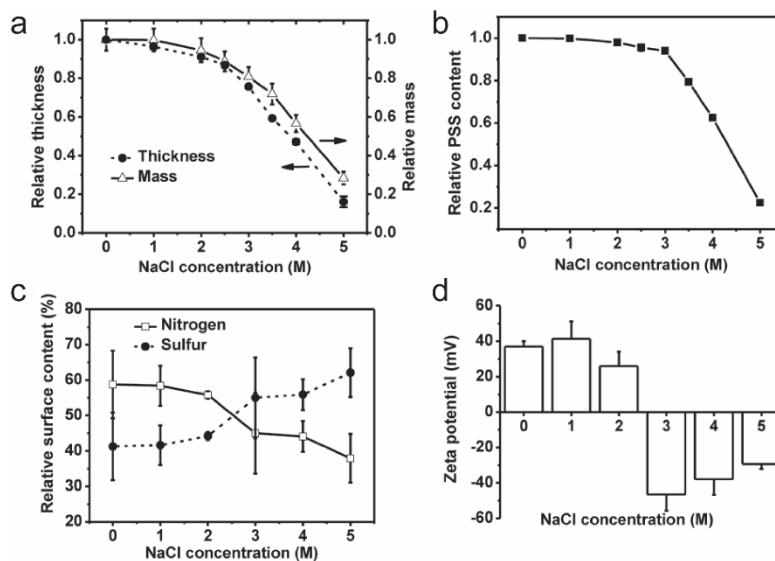 a
1.0
0.8
0.6
0.4
0.2
0.0
Relative thickness
Thickness
Mass
1.0
0.8
0.6
0.4
0.2
0.0
Relative mass
0 1 2 3 4 5
NaCl concentration (M)
b
1.0
0.8
0.6
0.4
0.2
Relative PSS content
0 1 2 3 4 5
NaCl concentration (M)
c
80
70
60
50
40
30
20
Relative surface content (%)
Nitrogen
Sulfur
0 1 2 3 4 5
NaCl concentration (M)
d
60
40
20
0
-20
-40
-60
Zeta potential (mV)
0 1 2 3 4 5
NaCl concentration (M)